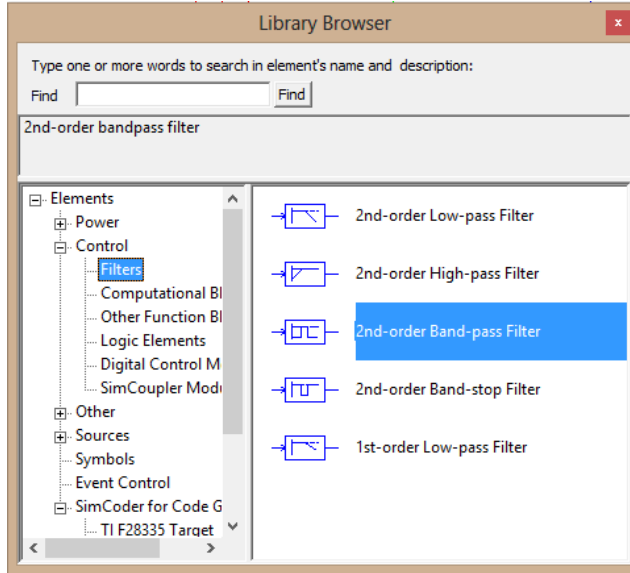 Library Browser
x
Type one or more words to search in element's name and description:
Find
Find
2nd-order bandpass filter
Elements
Power
Control
Filters
Computational Bl
Other Function Bl
Logic Elements
Digital Control M
SimCoupler Modu
Other
Sources
Symbols
Event Control
SimCoder for Code G
TI F28335 Target
2nd-order Low-pass Filter
2nd-order High-pass Filter
2nd-order Band-pass Filter
2nd-order Band-stop Filter
1st-order Low-pass Filter